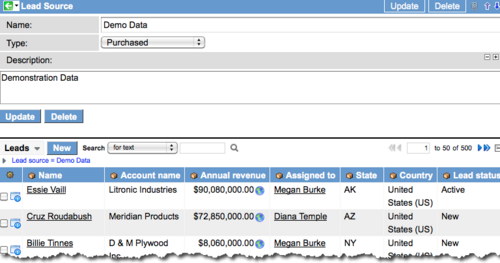 Lead Source Update Delete
Name: Demo Data
Type: Purchased
Description:
Demonstration Data
Update Delete
Leads New Search for text 1 to 50 of 500
Lead source = Demo Data
Name Account name Annual revenue Assigned to State Country Lead status
Essie Vaill Litronic Industries $90,080,000.00 Megan Burke AK United States (US) Active
Cruz Roudabush Meridian Products $72,850,000.00 Diana Temple AZ United States (US) New
Billie Tinnes D & M Plywood Inc $8,060,000.00 Megan Burke NY United States (US) New